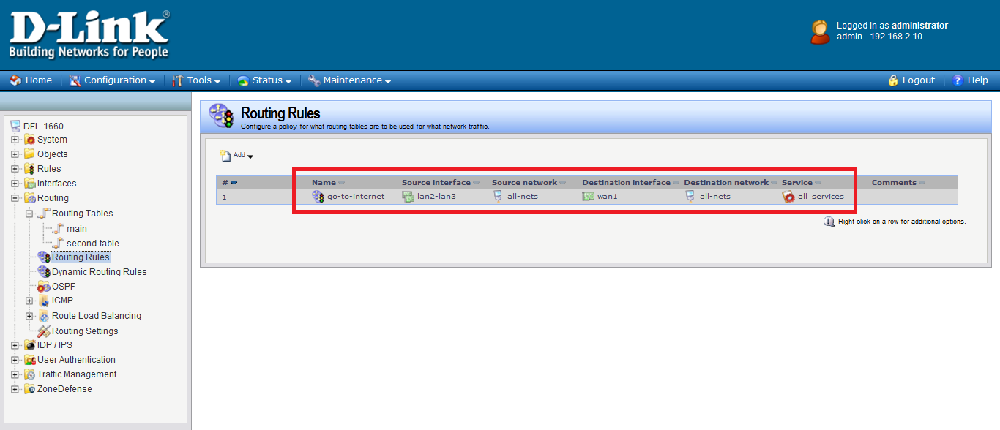 D-Link®
Building Networks for People
Logged in as administrator
admin - 192.168.2.10
Home Configuration Tools Status Maintenance Logout Help
DFL-1660
System
Objects
Rules
Interfaces
Routing
Routing Tables
main
second-table
Routing Rules
Dynamic Routing Rules
OSPF
IGMP
Route Load Balancing
Routing Settings
IDP / IPS
User Authentication
Traffic Management
ZoneDefense
Routing Rules
Configure a policy for what routing tables are to be used for what network traffic.
Add
# Name Source interface Source network Destination interface Destination network Service Comments
1 go-to-internet lan2-lan3 all-nets wan1 all-nets all_services
Right-click on a row for additional options.